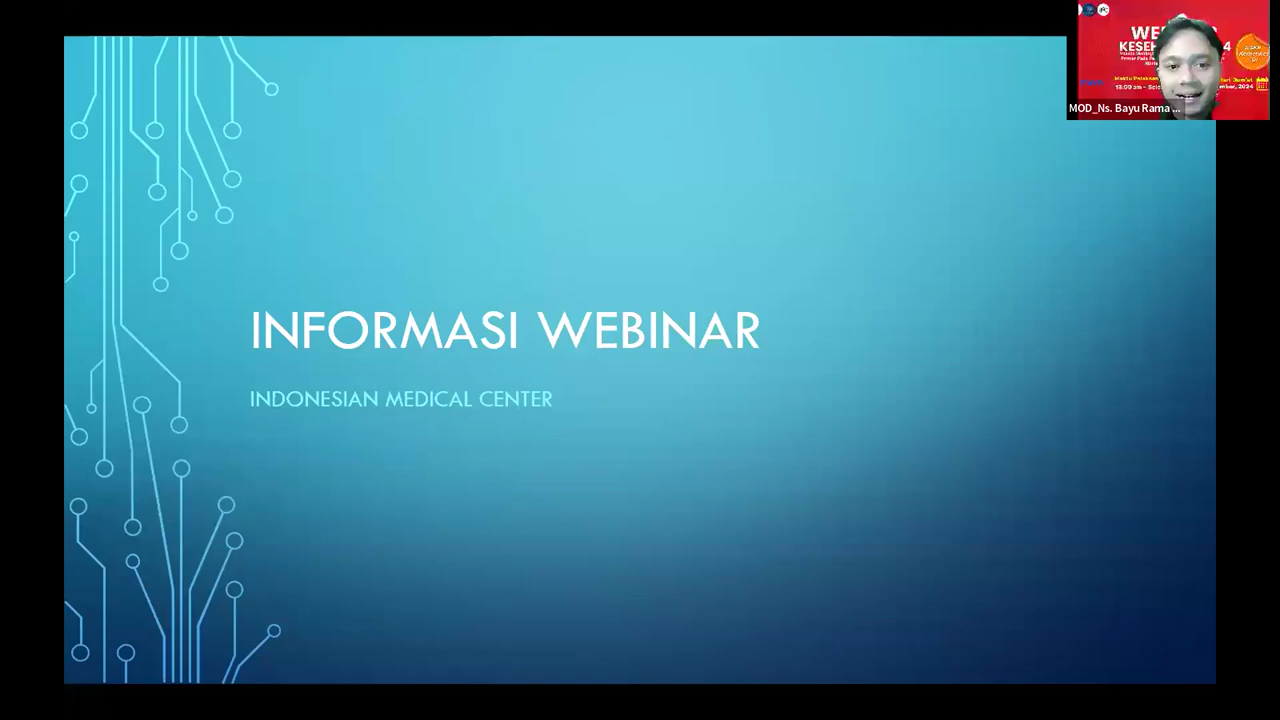 INFORMASI WEBINAR
INDONESIAN MEDICAL CENTER
MOD_Ns. Bayu Rama ...